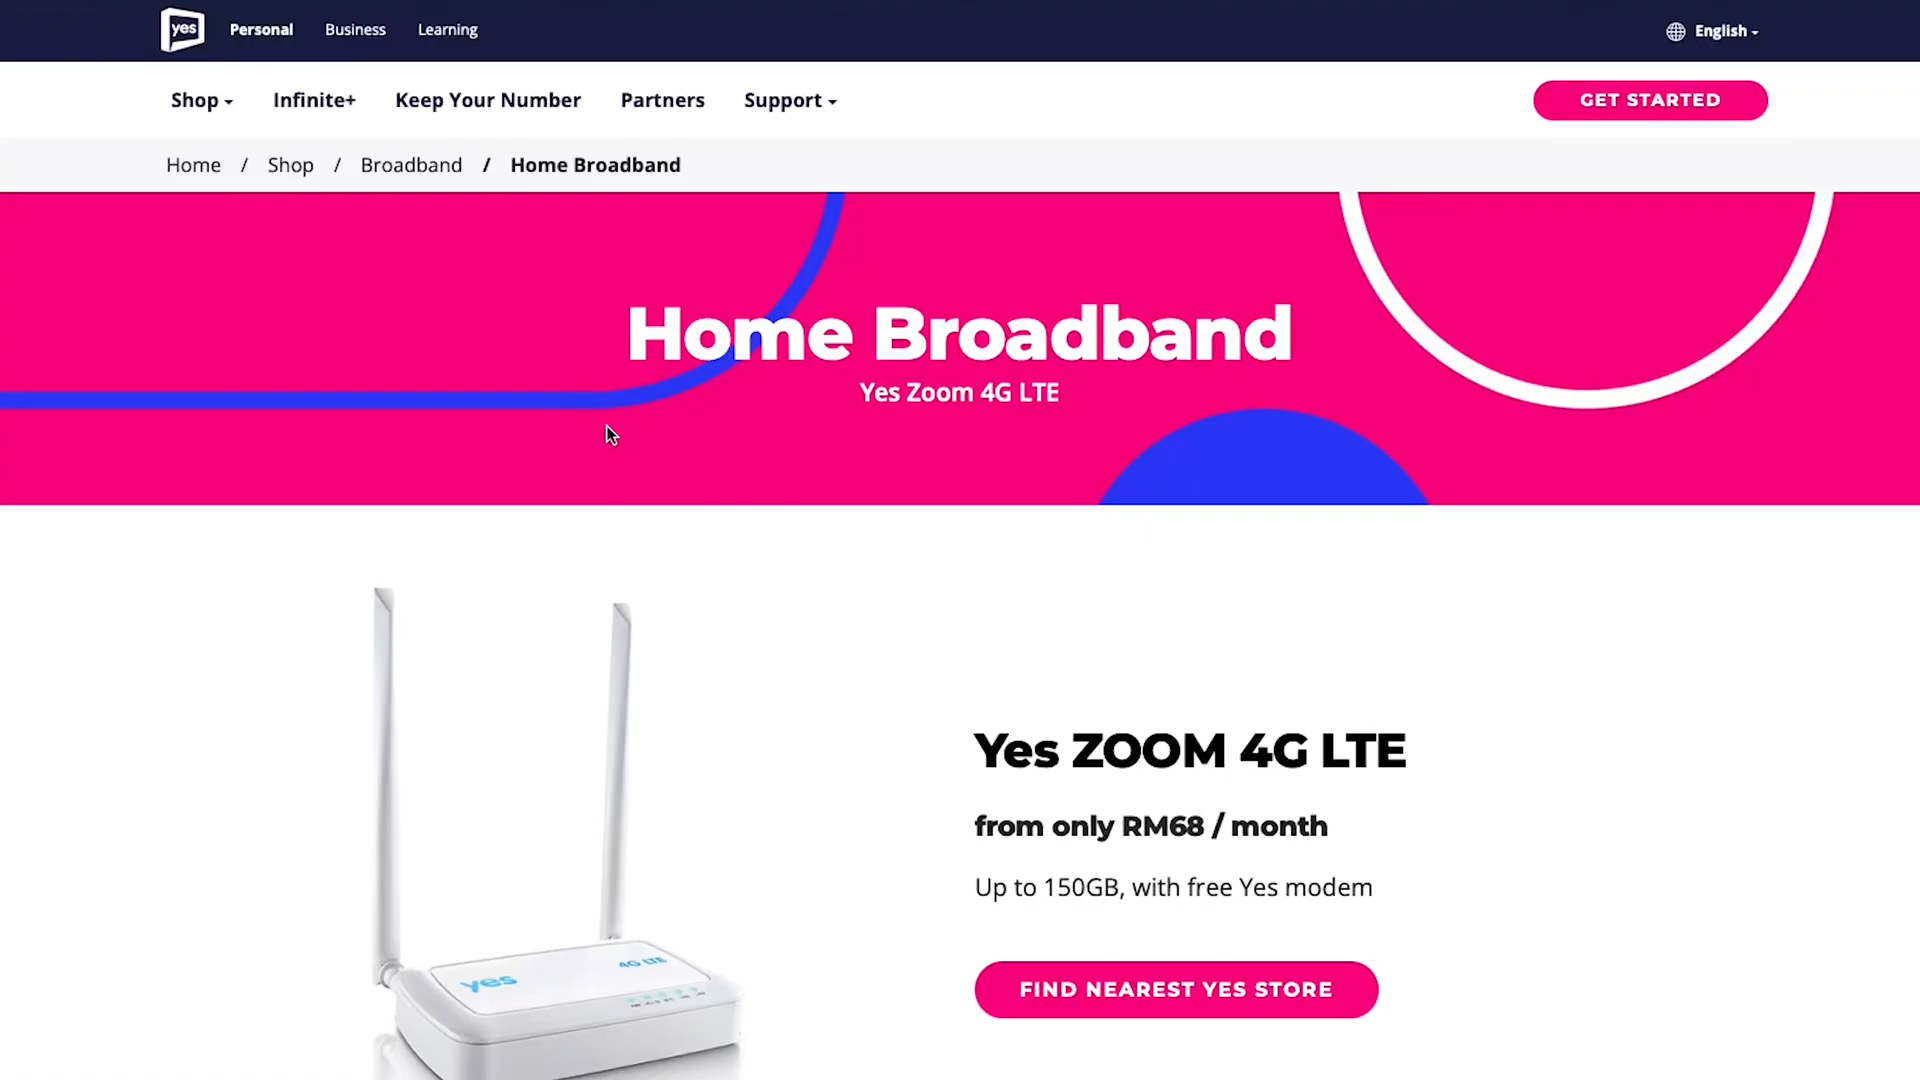 yes
Personal
Business
Learning
English
Shop
Infinite+
Keep Your Number
Partners
Support
GET STARTED
Home / Shop / Broadband / Home Broadband
Home Broadband
Yes Zoom 4G LTE
yes
4G LTE
Yes ZOOM 4G LTE
from only RM68 / month
Up to 150GB, with free Yes modem
FIND NEAREST YES STORE